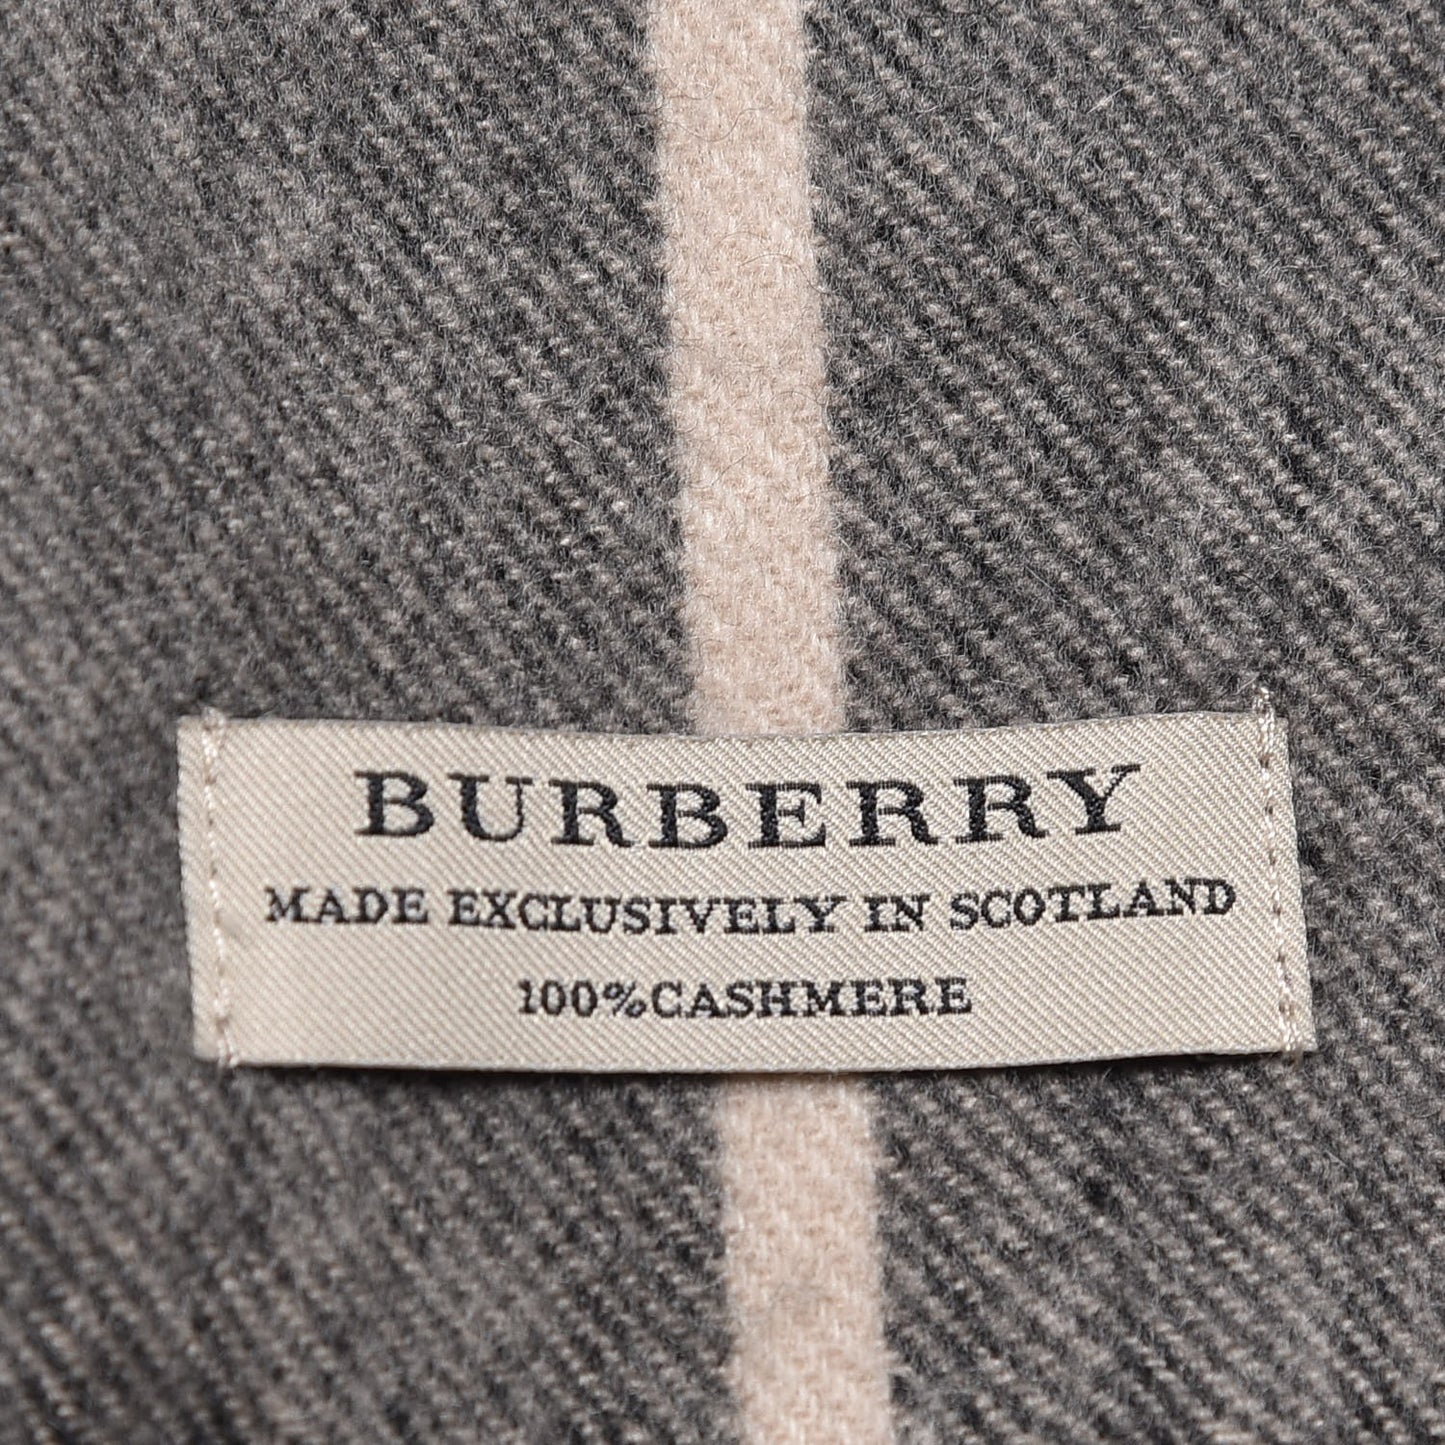 BURBERRY
MADE EXCLUSIVELY IN SCOTLAND
100%CASHMERE